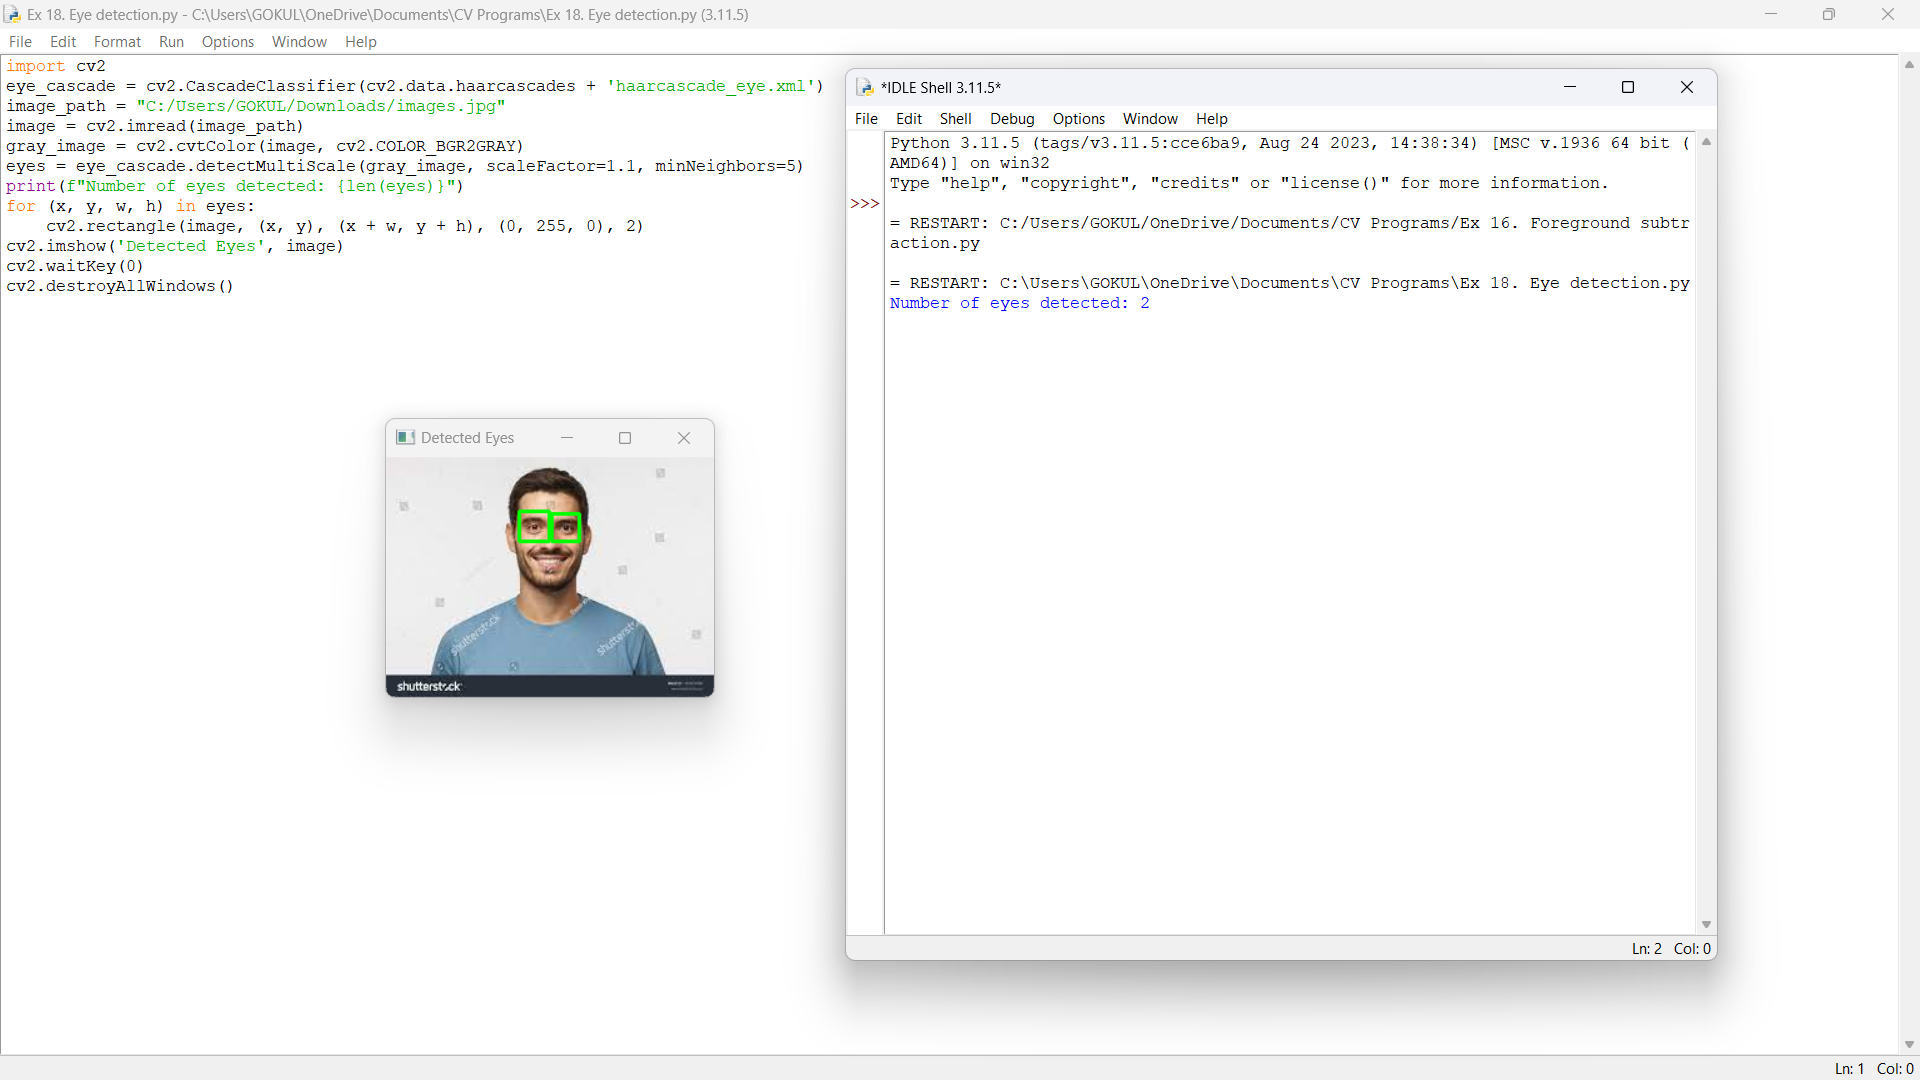 Ex 18. Eye detection.py - C:\Users\GOKUL\OneDrive\Documents\CV Programs\Ex 18. Eye detection.py (3.11.5)
File Edit Format Run Options Window Help
import cv2
eye_cascade = cv2.CascadeClassifier(cv2.data.haarcascades + 'haarcascade_eye.xml')
image_path = "C:/Users/GOKUL/Downloads/images.jpg"
image = cv2.imread(image_path)
gray_image = cv2.cvtColor(image, cv2.COLOR_BGR2GRAY)
eyes = eye_cascade.detectMultiScale(gray_image, scaleFactor=1.1, minNeighbors=5)
print(f"Number of eyes detected: {len(eyes)}")
for (x, y, w, h) in eyes:
    cv2.rectangle(image, (x, y), (x + w, y + h), (0, 255, 0), 2)
cv2.imshow('Detected Eyes', image)
cv2.waitKey(0)
cv2.destroyAllWindows()
*IDLE Shell 3.11.5*
File Edit Shell Debug Options Window Help
Python 3.11.5 (tags/v3.11.5:cce6ba9, Aug 24 2023, 14:38:34) [MSC v.1936 64 bit (
AMD64)] on win32
Type "help", "copyright", "credits" or "license()" for more information.
>>>
= RESTART: C:/Users/GOKUL/OneDrive/Documents/CV Programs/Ex 16. Foreground subtr
action.py
= RESTART: C:\Users\GOKUL\OneDrive\Documents\CV Programs\Ex 18. Eye detection.py
Number of eyes detected: 2
Ln: 2 Col: 0
Detected Eyes
shutterstock
shutterstock
shutterstock
Ln: 1 Col: 0